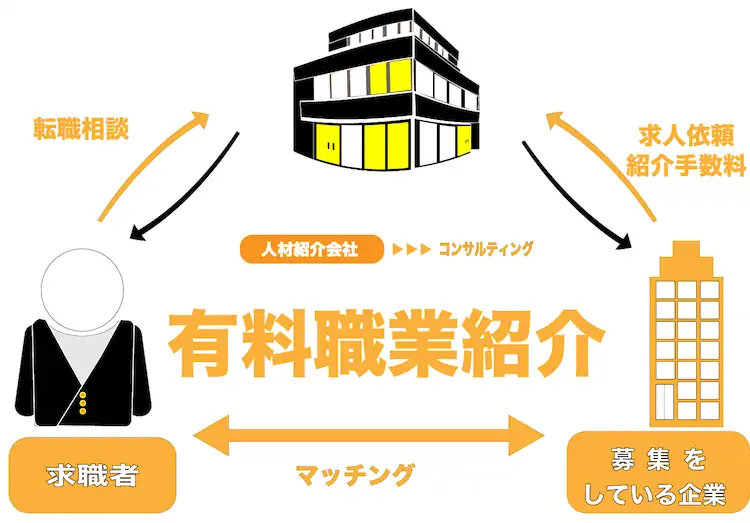 転職相談
求人依頼
紹介手数料
人材紹介会社 ▶▶▶ コンサルティング
有料職業紹介
求職者
マッチング
募集を
している企業